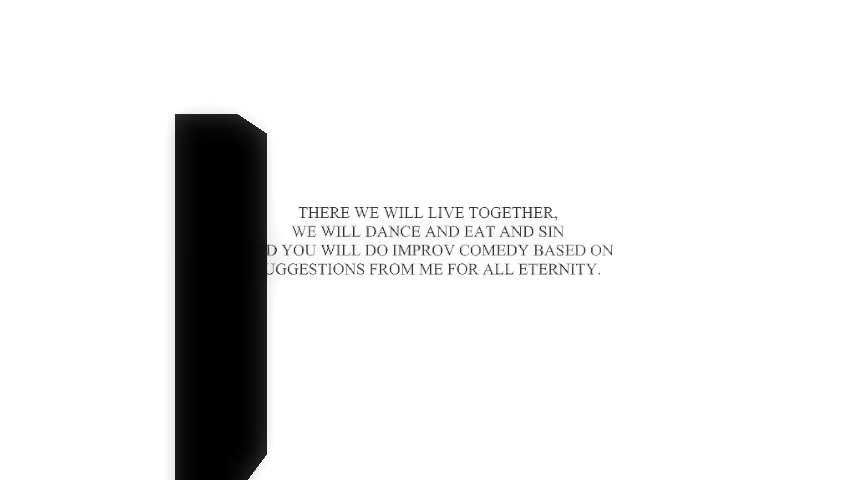 THERE WE WILL LIVE TOGETHER,
WE WILL DANCE AND EAT AND SIN
YOU WILL DO IMPROV COMEDY BASED ON
FROM ME FOR ALL ETERNITY.